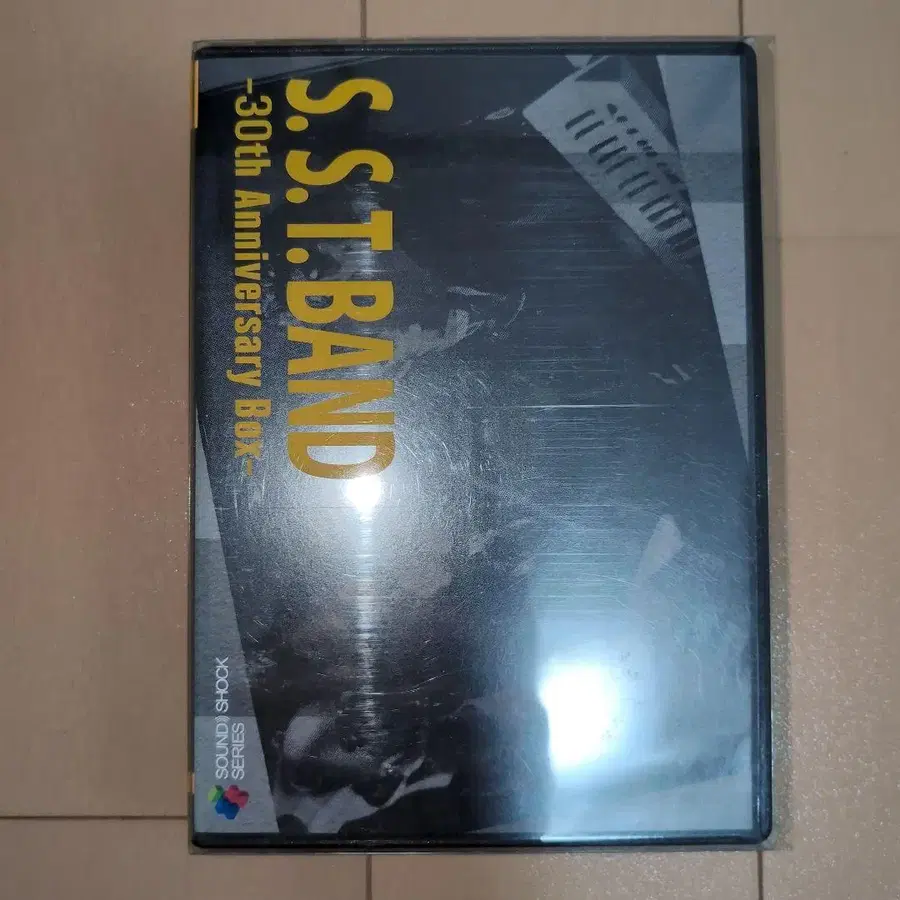 S.S.T.BAND
-30th Anniversary Box-
SOUND SHOCK
SERIES